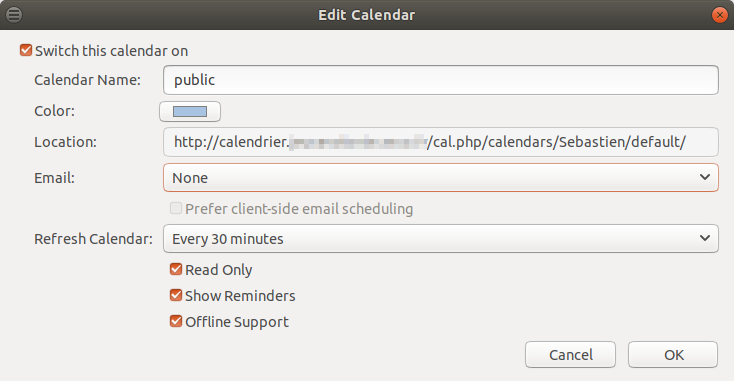 Edit Calendar
Switch this calendar on
Calendar Name: public
Color:
Location: http://calendrier. /cal.php/calendars/Sebastien/default/
Email: None
Prefer client-side email scheduling
Refresh Calendar: Every 30 minutes
Read Only
Show Reminders
Offline Support
Cancel OK